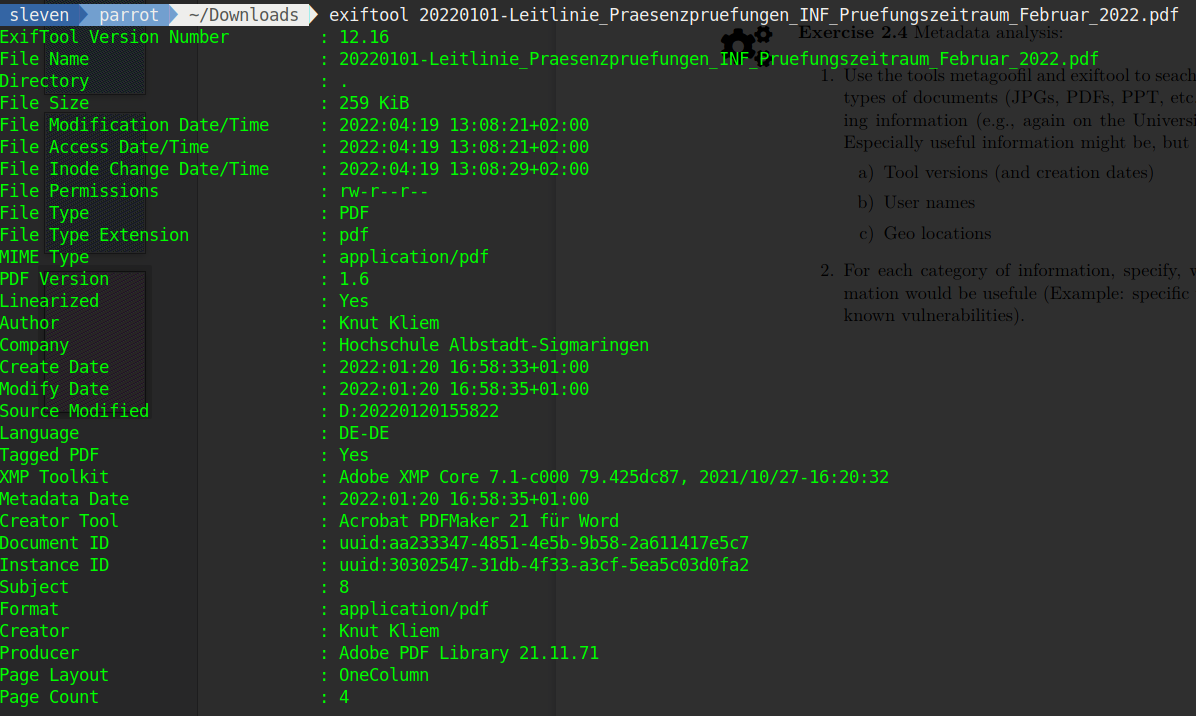 sleven parrot ~/Downloads exiftool 20220101-Leitlinie_Praesenzpruefungen_INF_Pruefungszeitraum_Februar_2022.pdf
ExifTool Version Number : 12.16
File Name : 20220101-Leitlinie_Praesenzpruefungen_INF_Pruefungszeitraum_Februar_2022.pdf
Directory : .
File Size : 259 KiB
File Modification Date/Time : 2022:04:19 13:08:21+02:00
File Access Date/Time : 2022:04:19 13:08:21+02:00
File Inode Change Date/Time : 2022:04:19 13:08:29+02:00
File Permissions : rw-r--r--
File Type : PDF
File Type Extension : pdf
MIME Type : application/pdf
PDF Version : 1.6
Linearized : Yes
Author : Knut Kliem
Company : Hochschule Albstadt-Sigmaringen
Create Date : 2022:01:20 16:58:33+01:00
Modify Date : 2022:01:20 16:58:35+01:00
Source Modified : D:20220120155822
Language : DE-DE
Tagged PDF : Yes
XMP Toolkit : Adobe XMP Core 7.1-c000 79.425dc87, 2021/10/27-16:20:32
Metadata Date : 2022:01:20 16:58:35+01:00
Creator Tool : Acrobat PDFMaker 21 für Word
Document ID : uuid:aa233347-4851-4e5b-9b58-2a611417e5c7
Instance ID : uuid:30302547-31db-4f33-a3cf-5ea5c03d0fa2
Subject : 8
Format : application/pdf
Creator : Knut Kliem
Producer : Adobe PDF Library 21.11.71
Page Layout : OneColumn
Page Count : 4
Exercise 2.4 Metadata analysis:
1. Use the tools metagoofil and exiftool to seach
types of documents (JPGs, PDFs, PPT, etc
ing information (e.g., again on the Universi
Especially useful information might be, but
a) Tool versions (and creation dates)
b) User names
c) Geo locations
2. For each category of information, specify, w
mation would be usefule (Example: specific
known vulnerabilities).